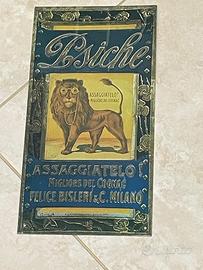 Psiche
ASSAGGIATELO!
MIGLIORE DEL COGNAC
ASSAGGIATELO!
MIGLIORE DEL COGNAC
FELICE BISLERI & C. MILANO